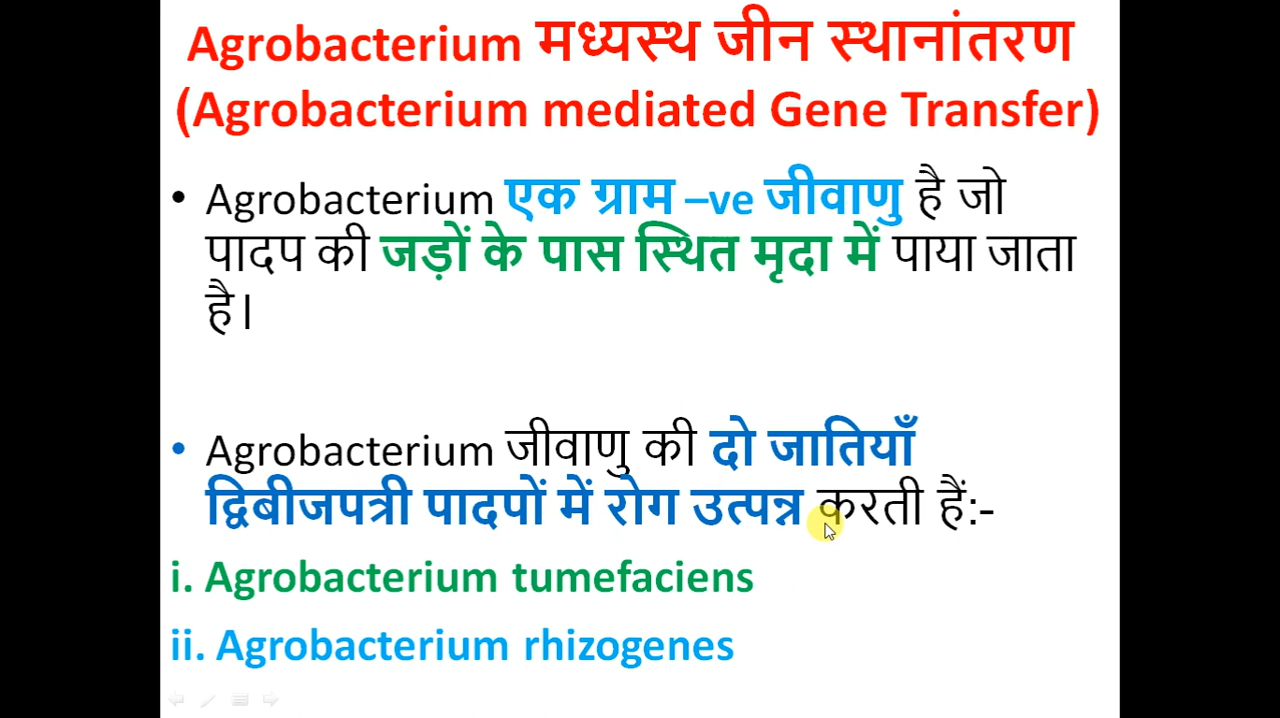 Agrobacterium मध्यस्थ जीन स्थानांतरण
(Agrobacterium mediated Gene Transfer)
• Agrobacterium एक ग्राम –ve जीवाणु है जो
पादप की जड़ों के पास स्थित मृदा में पाया जाता
है।
• Agrobacterium जीवाणु की दो जातियाँ
द्विबीजपत्री पादपों में रोग उत्पन्न करती हैं:-
i. Agrobacterium tumefaciens
ii. Agrobacterium rhizogenes